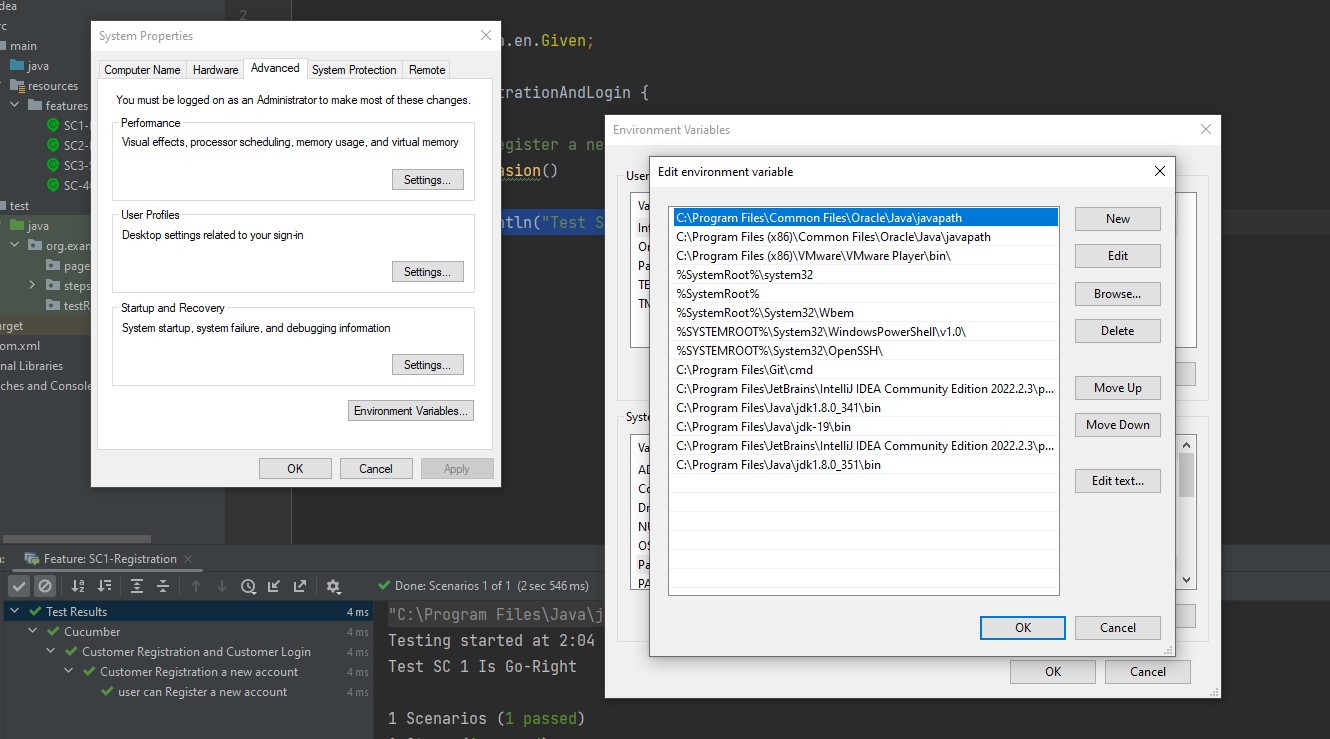 dea
rc
main
java
resources
features
SC1-
SC2-
SC3-
SC-4
test
java
org.exan
page
steps
testR
arget
om.xml
nal Libraries
ches and Console
2
.en.Given;
trationAndLogin {
egister a ne
asion()
ntln("Test S
System Properties
Computer Name
Hardware
Advanced
System Protection
Remote
You must be logged on as an Administrator to make most of these changes.
Performance
Visual effects, processor scheduling, memory usage, and virtual memory
Settings...
User Profiles
Desktop settings related to your sign-in
Settings...
Startup and Recovery
System startup, system failure, and debugging information
Settings...
Environment Variables...
OK
Cancel
Apply
Environment Variables
User
Va
Int
On
Pa
TE
TN
Syste
Va
AD
Co
Dr
NU
OS
Pa
PA
OK
Cancel
Edit environment variable
C:\Program Files\Common Files\Oracle\Java\javapath
C:\Program Files (x86)\Common Files\Oracle\Java\javapath
C:\Program Files (x86)\VMware\VMware Player\bin\
%SystemRoot%\system32
%SystemRoot%
%SystemRoot%\System32\Wbem
%SYSTEMROOT%\System32\WindowsPowerShell\v1.0\
%SYSTEMROOT%\System32\OpenSSH\
C:\Program Files\Git\cmd
C:\Program Files\JetBrains\IntelliJ IDEA Community Edition 2022.2.3\p...
C:\Program Files\Java\jdk1.8.0_341\bin
C:\Program Files\Java\jdk-19\bin
C:\Program Files\JetBrains\IntelliJ IDEA Community Edition 2022.2.3\p...
C:\Program Files\Java\jdk1.8.0_351\bin
New
Edit
Browse...
Delete
Move Up
Move Down
Edit text...
OK
Cancel
Feature: SC1-Registration
Done: Scenarios 1 of 1 (2 sec 546 ms)
Test Results 4 ms
Cucumber 4 ms
Customer Registration and Customer Login 4 ms
Customer Registration a new account 4 ms
user can Register a new account 4 ms
"C:\Program Files\Java\j
Testing started at 2:04
Test SC 1 Is Go-Right
1 Scenarios (1 passed)